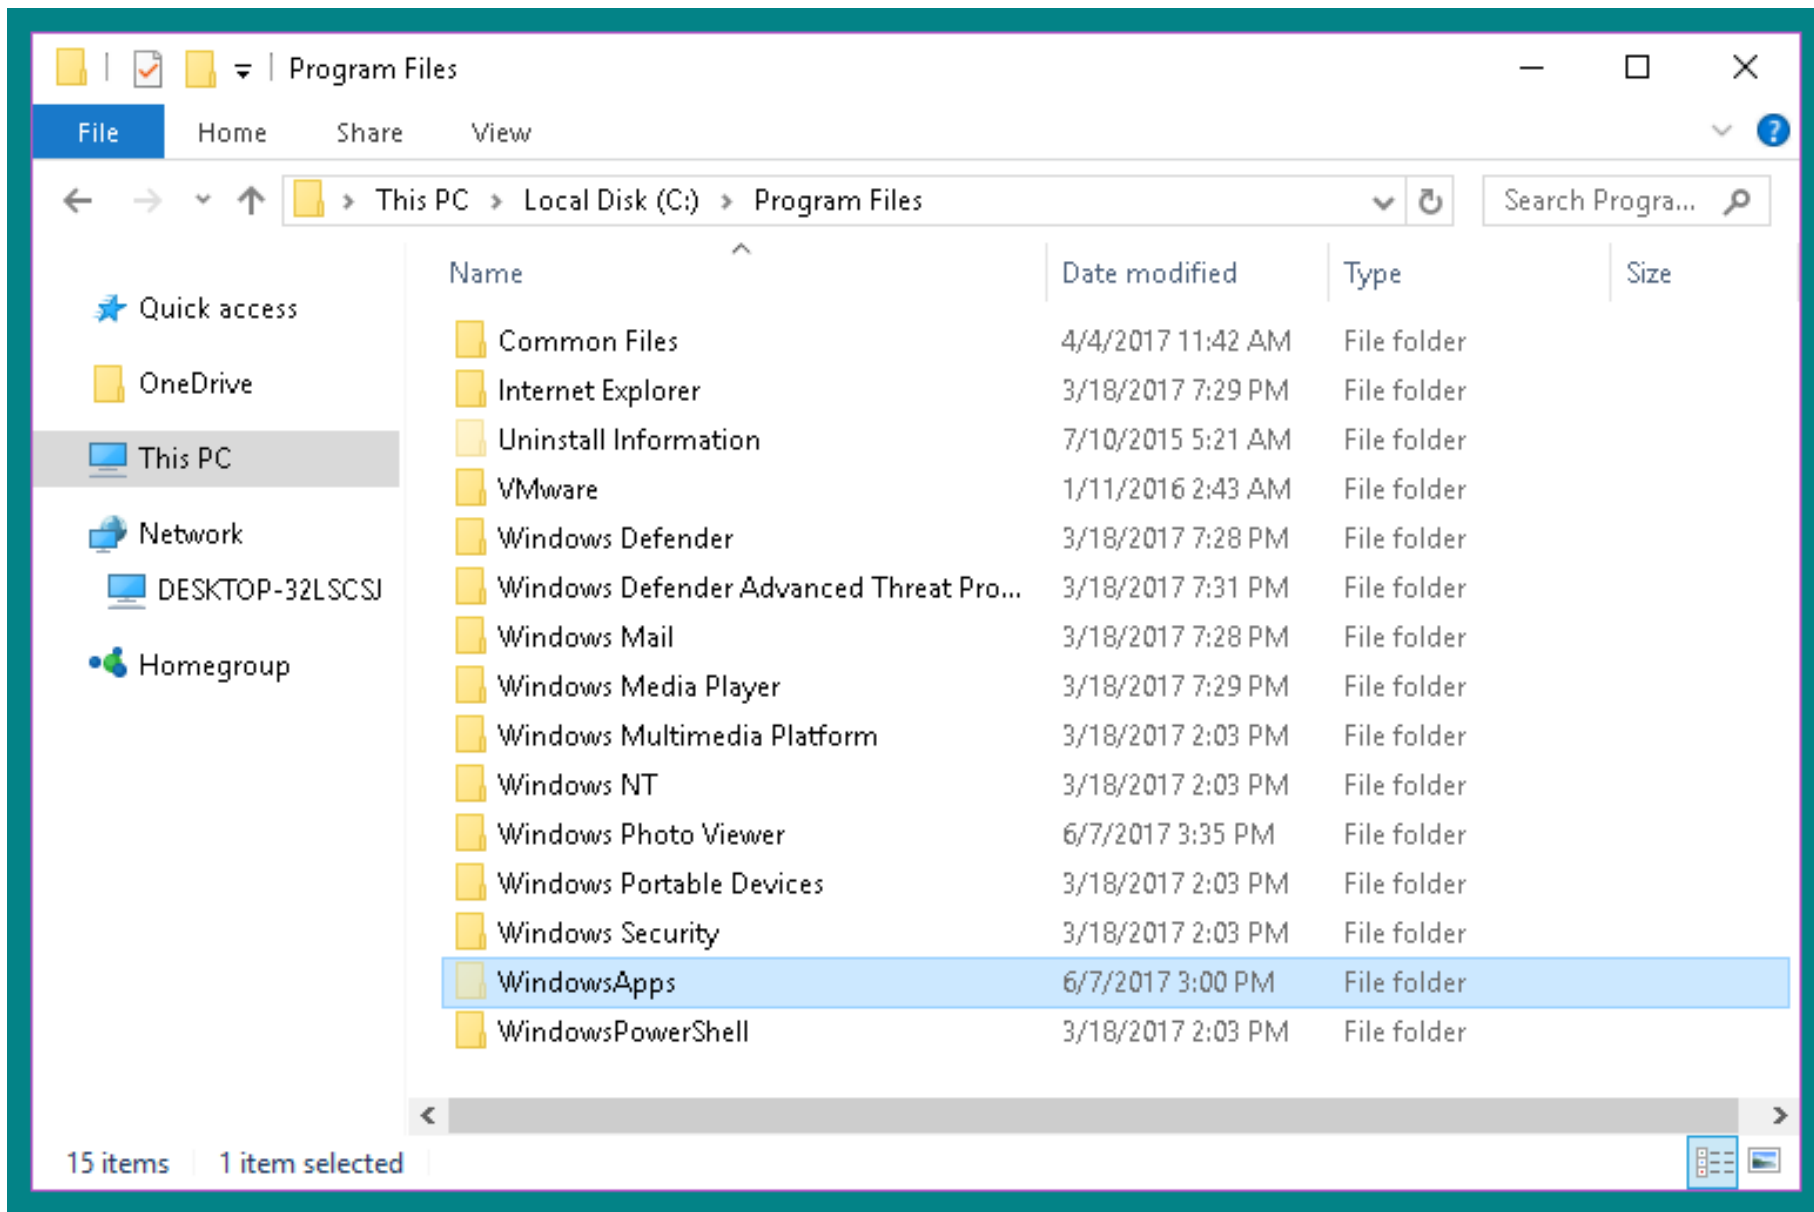 Program Files
File Home Share View
This PC Local Disk (C:) Program Files Search Progra...
Name Date modified Type Size
Quick access
OneDrive
This PC
Network
DESKTOP-32LSCSJ
Homegroup
Common Files 4/4/2017 11:42 AM File folder
Internet Explorer 3/18/2017 7:29 PM File folder
Uninstall Information 7/10/2015 5:21 AM File folder
VMware 1/11/2016 2:43 AM File folder
Windows Defender 3/18/2017 7:28 PM File folder
Windows Defender Advanced Threat Pro... 3/18/2017 7:31 PM File folder
Windows Mail 3/18/2017 7:28 PM File folder
Windows Media Player 3/18/2017 7:29 PM File folder
Windows Multimedia Platform 3/18/2017 2:03 PM File folder
Windows NT 3/18/2017 2:03 PM File folder
Windows Photo Viewer 6/7/2017 3:35 PM File folder
Windows Portable Devices 3/18/2017 2:03 PM File folder
Windows Security 3/18/2017 2:03 PM File folder
WindowsApps 6/7/2017 3:00 PM File folder
WindowsPowerShell 3/18/2017 2:03 PM File folder
15 items 1 item selected